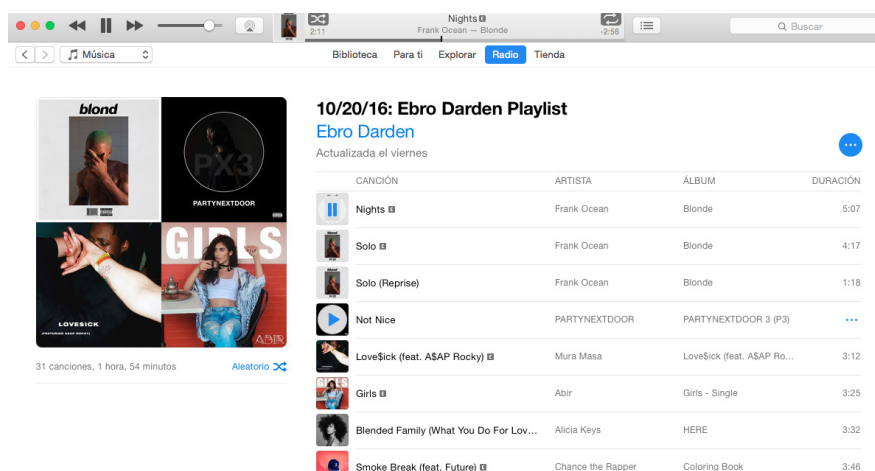 Nights E
2:11 Frank Ocean — Blonde -2:56
Buscar
Música
Biblioteca Para ti Explorar Radio Tienda
blond
PX3
PARTYNEXTDOOR
GIRLS
LOVESICK
(FEATURING A$AP ROCKY)
ABIR
31 canciones, 1 hora, 54 minutos Aleatorio
10/20/16: Ebro Darden Playlist
Ebro Darden
Actualizada el viernes
CANCIÓN ARTISTA ÁLBUM DURACIÓN
Nights E Frank Ocean Blonde 5:07
Solo E Frank Ocean Blonde 4:17
Solo (Reprise) Frank Ocean Blonde 1:18
Not Nice PARTYNEXTDOOR PARTYNEXTDOOR 3 (P3) ...
Love$ick (feat. A$AP Rocky) E Mura Masa Love$ick (feat. A$AP Ro... 3:12
Girls E Abir Girls - Single 3:25
Blended Family (What You Do For Lov... Alicia Keys HERE 3:32
Smoke Break (feat. Future) E Chance the Rapper Coloring Book 3:46